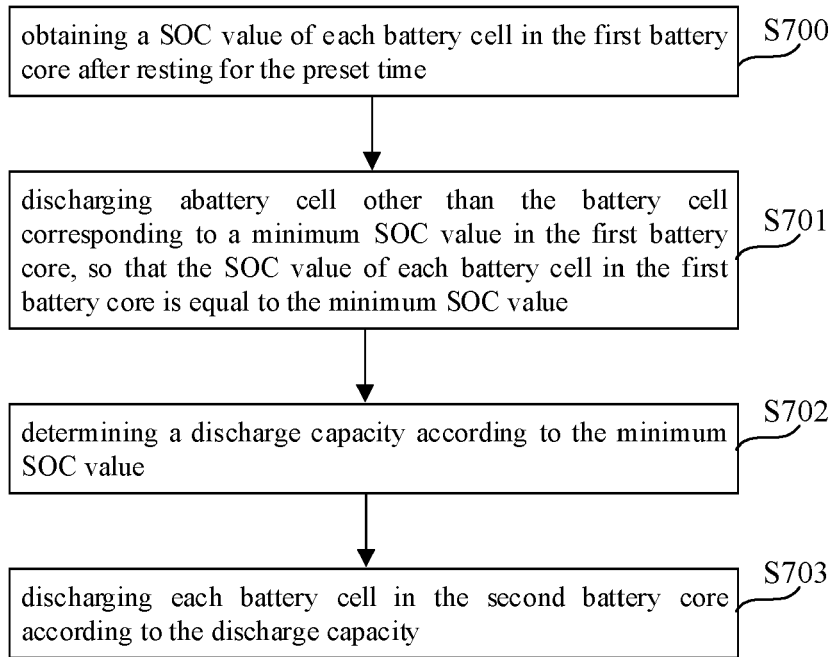 obtaining a SOC value of each battery cell in the first battery
core after resting for the preset time
S700
discharging abattery cell other than the battery cell
corresponding to a minimum SOC value in the first battery
core, so that the SOC value of each battery cell in the first
battery core is equal to the minimum SOC value
S701
determining a discharge capacity according to the minimum
SOC value
S702
discharging each battery cell in the second battery core
according to the discharge capacity
S703